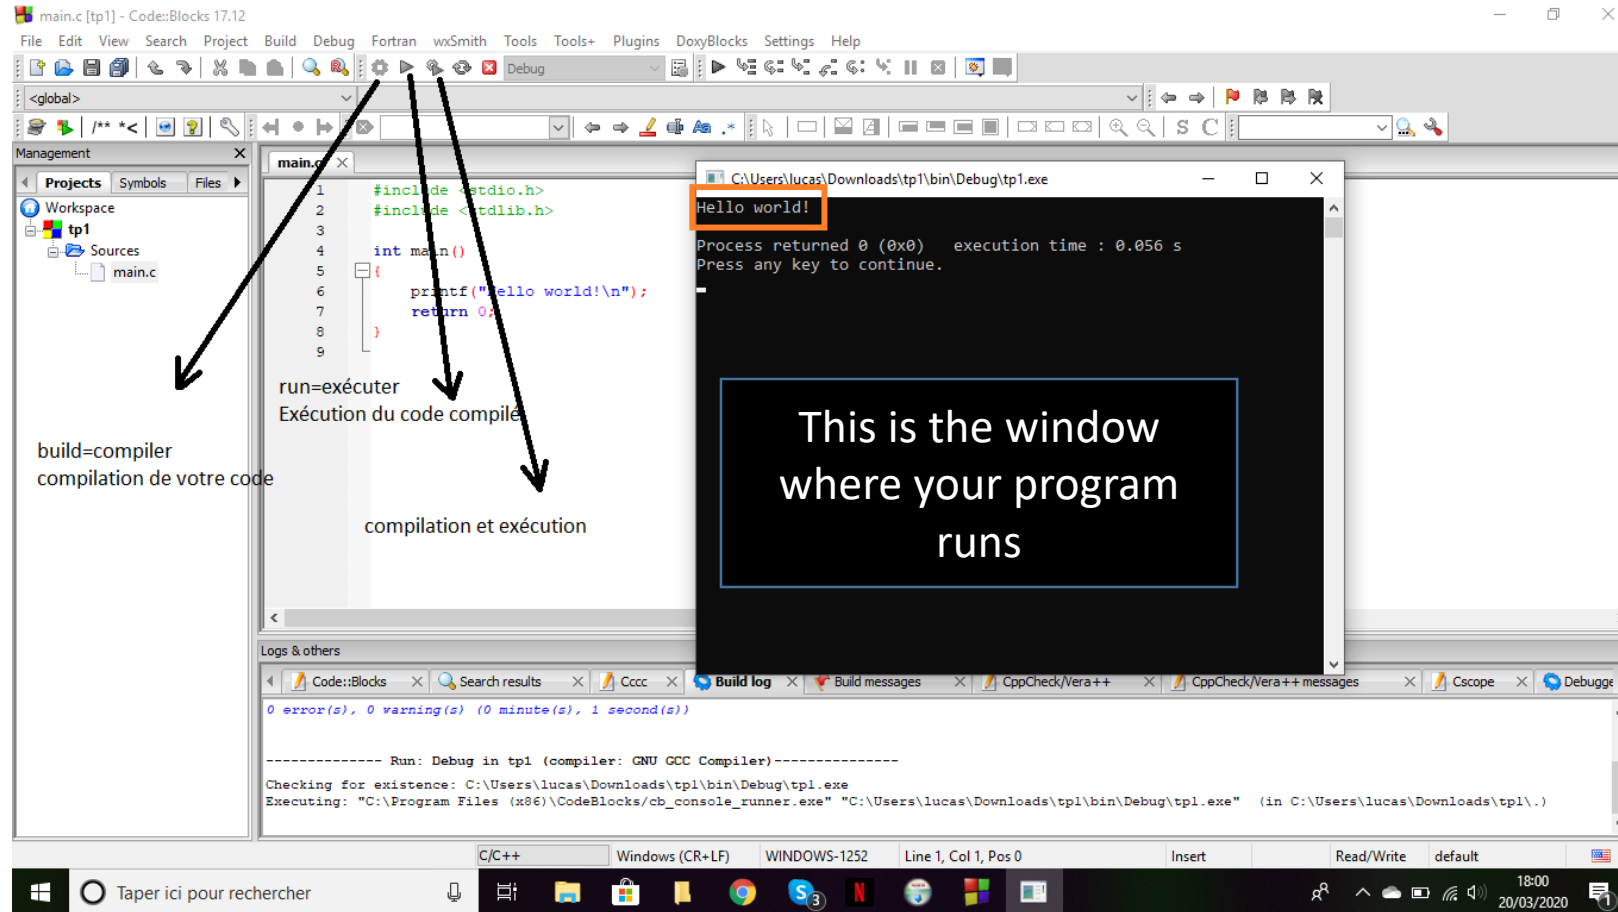 main.c [tp1] - Code::Blocks 17.12
File Edit View Search Project Build Debug Fortran wxSmith Tools Tools+ Plugins DoxyBlocks Settings Help
Debug
<global>
/** *<
S C
Management
main.c
Projects Symbols Files
Workspace
tp1
Sources
main.c
1 #include <stdio.h>
2 #include <stdlib.h>
3
4 int main()
5 {
6 printf("Hello world!\n");
7 return 0;
8 }
9
run=exécuter
Exécution du code compilé
build=compiler
compilation de votre code
compilation et exécution
C:\Users\lucas\Downloads\tp1\bin\Debug\tp1.exe
Hello world!
Process returned 0 (0x0) execution time : 0.056 s
Press any key to continue.
This is the window
where your program
runs
Logs & others
Code::Blocks Search results Cccc Build log Build messages CppCheck/Vera++ CppCheck/Vera++ messages Cscope Debugge
0 error(s), 0 warning(s) (0 minute(s), 1 second(s))
-------------- Run: Debug in tp1 (compiler: GNU GCC Compiler)---------------
Checking for existence: C:\Users\lucas\Downloads\tp1\bin\Debug\tp1.exe
Executing: "C:\Program Files (x86)\CodeBlocks/cb_console_runner.exe" "C:\Users\lucas\Downloads\tp1\bin\Debug\tp1.exe" (in C:\Users\lucas\Downloads\tp1\.)
C/C++ Windows (CR+LF) WINDOWS-1252 Line 1, Col 1, Pos 0 Insert Read/Write default
Taper ici pour rechercher
3
18:00
20/03/2020
1